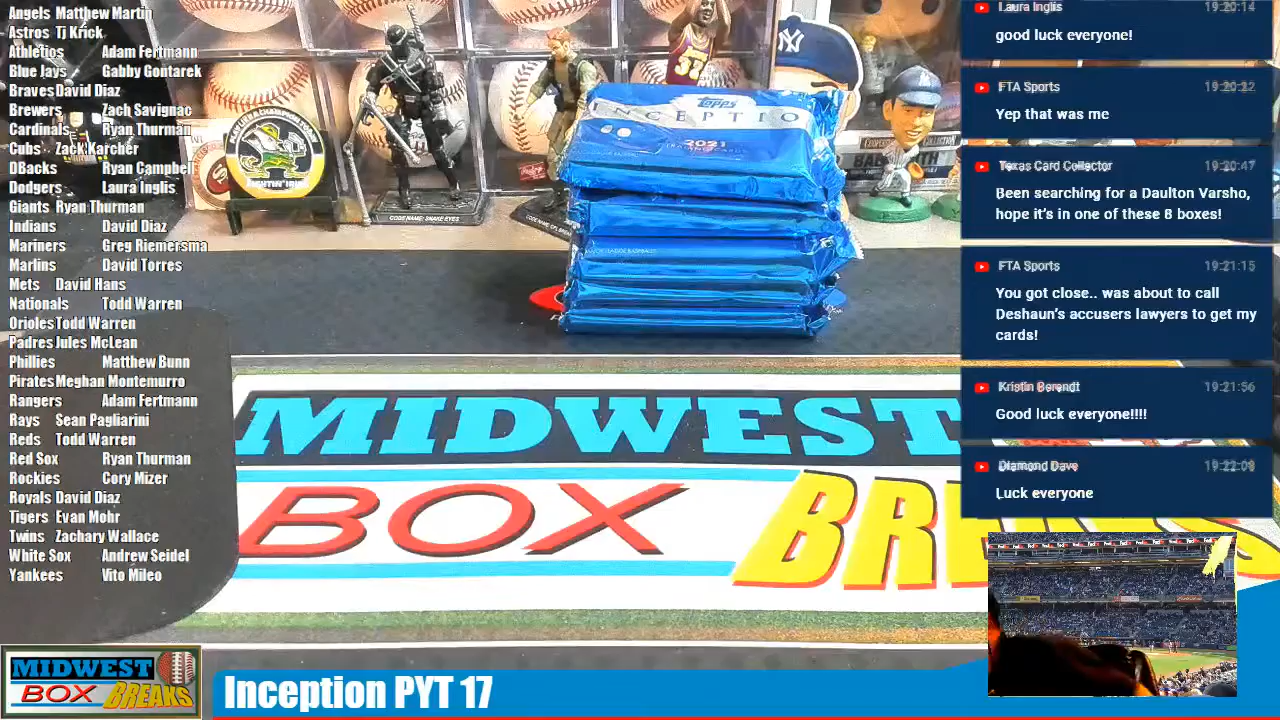 Angels Matthew Martin
Astros Tj Krick
Athletics Adam Fertmann
Blue Jays Gabby Gontarek
Braves David Diaz
Brewers Zach Savignac
Cardinals Ryan Thurman
Cubs Zack Karcher
DBacks Ryan Campbell
Dodgers Laura Inglis
Giants Ryan Thurman
Indians David Diaz
Mariners Greg Riemersma
Marlins David Torres
Mets David Hans
Nationals Todd Warren
Orioles Todd Warren
Padres Jules McLean
Phillies Matthew Bunn
Pirates Meghan Montemurro
Rangers Adam Fertmann
Rays Sean Pagliarini
Reds Todd Warren
Red Sox Ryan Thurman
Rockies Cory Mizer
Royals David Diaz
Tigers Evan Mohr
Twins Zachary Wallace
White Sox Andrew Seidel
Yankees Vito Mileo
37
CODE NAME: SNAKE EYES
topps
INCEPTIO
2021
MIDWEST
BOX BRE
Laura Inglis 19:20:14
good luck everyone!
FTA Sports 19:20:22
Yep that was me
Texas Card Collector 19:20:47
Been searching for a Daulton Varsho,
hope it's in one of these 8 boxes!
FTA Sports 19:21:15
You got close.. was about to call
Deshaun's accusers lawyers to get my
cards!
Kristin Berendt 19:21:56
Good luck everyone!!!!
Diamond Dave 19:22:08
Luck everyone
MIDWEST
BOX BREAKS
Inception PYT 17